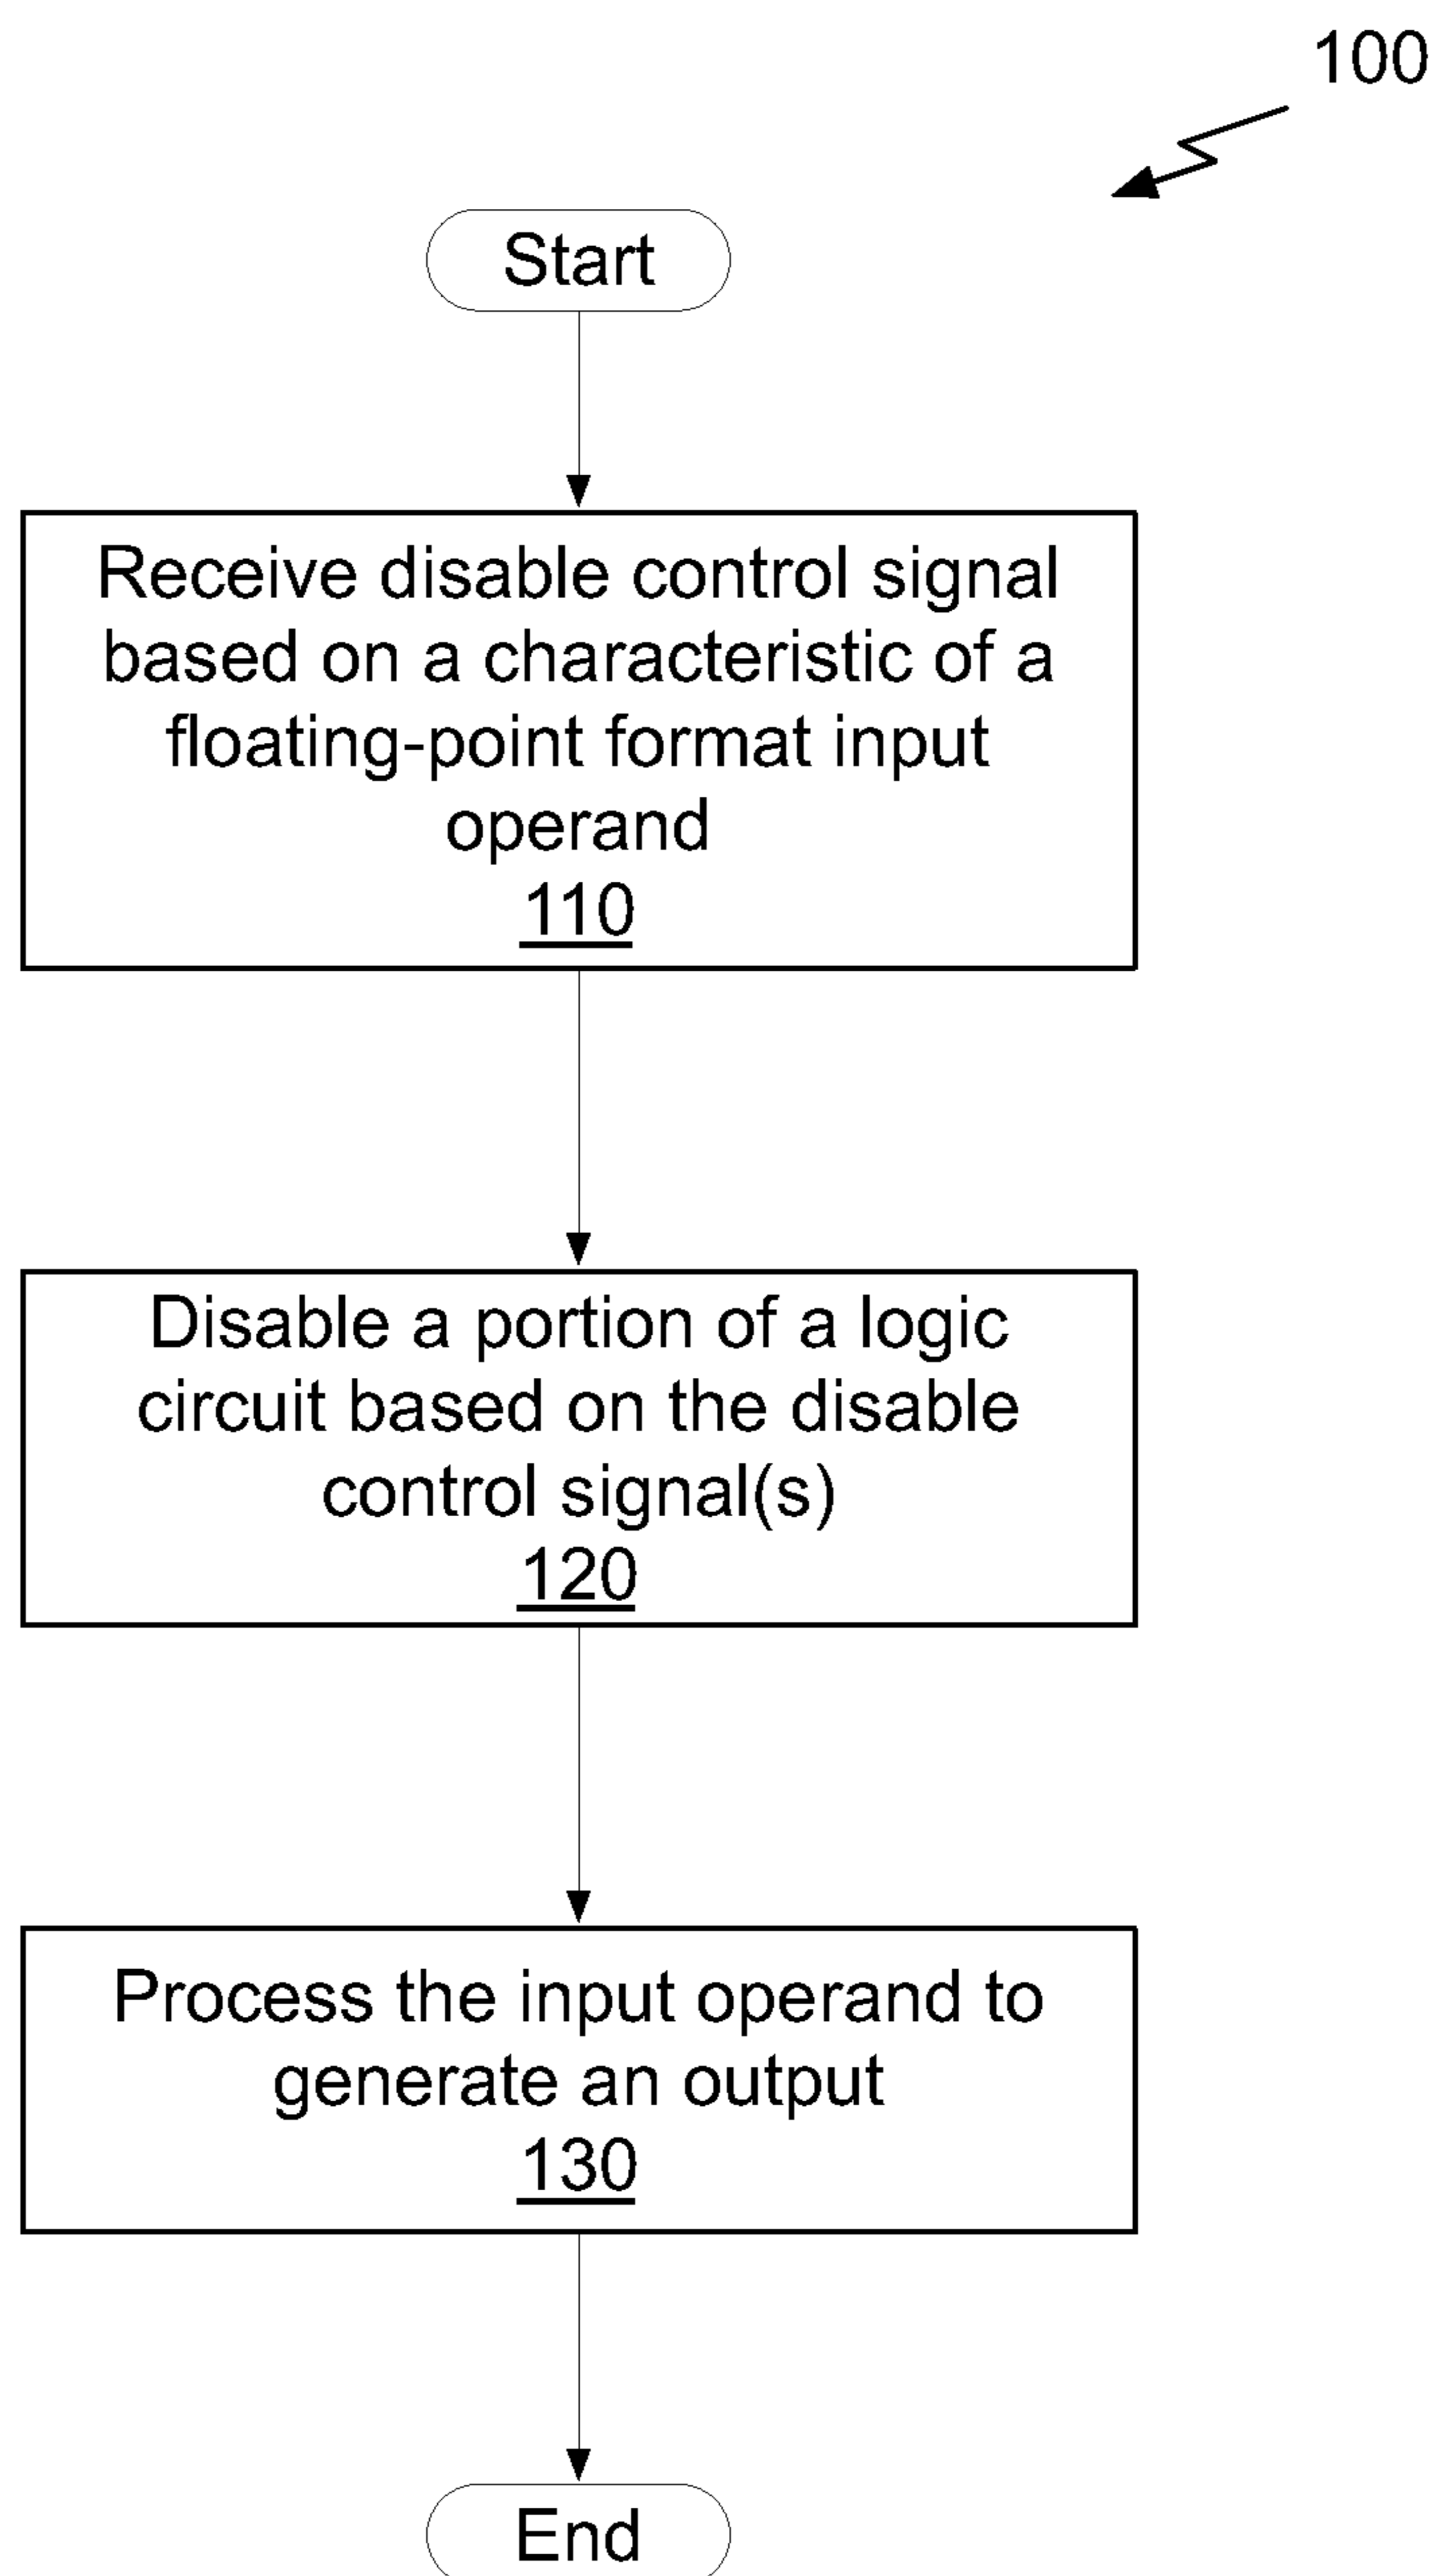 100
Start
Receive disable control signal
based on a characteristic of a
floating-point format input
operand
110
Disable a portion of a logic
circuit based on the disable
control signal(s)
120
Process the input operand to
generate an output
130
End